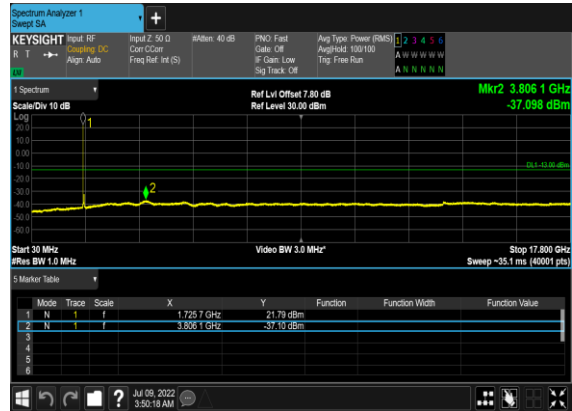 Spectrum Analyzer 1
Swept SA
+
KEYSIGHT Input: RF Input Z: 50 Ω #Atten: 40 dB PNO: Fast Avg Type: Power (RMS) 1 2 3 4 5 6
R T Coupling: DC Corr CCorr Gate: Off Avg|Hold: 100/100 A W W W W W
Align: Auto Freq Ref: Int (S) IF Gain: Low Trig: Free Run
Sig Track: Off A N N N N N
1 Spectrum Ref Lvl Offset 7.80 dB Mkr2 3.806 1 GHz
Scale/Div 10 dB Ref Level 30.00 dBm -37.098 dBm
Log
20.0
10.0
0.00
-10.0
-20.0
-30.0
-40.0
-50.0
-60.0
1
2
DL1 -13.00 dBm
Start 30 MHz Video BW 3.0 MHz* Stop 17.800 GHz
#Res BW 1.0 MHz Sweep ~35.1 ms (40001 pts)
5 Marker Table
Mode Trace Scale X Y Function Function Width Function Value
1 N 1 f 1.725 7 GHz 21.79 dBm
2 N 1 f 3.806 1 GHz -37.10 dBm
3
4
5
6
? Jul 09, 2022
3:50:18 AM